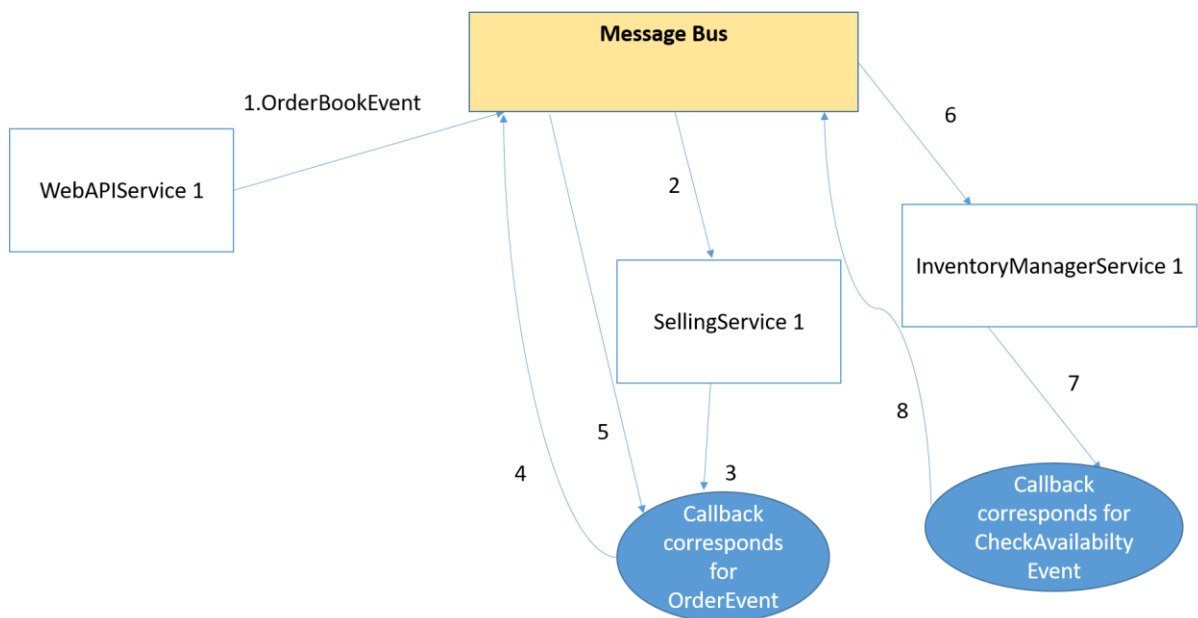 Message Bus
1.OrderBookEvent
6
WebAPIService 1
2
InventoryManagerService 1
SellingService 1
7
8
5
4
3
Callback
corresponds for
CheckAvailabilty
Event
Callback
corresponds
for
OrderEvent